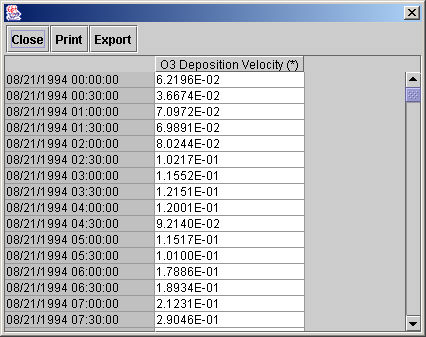 Close Print Export
O3 Deposition Velocity (*)
08/21/1994 00:00:00 6.2196E-02
08/21/1994 00:30:00 3.6674E-02
08/21/1994 01:00:00 7.0972E-02
08/21/1994 01:30:00 6.9891E-02
08/21/1994 02:00:00 8.0244E-02
08/21/1994 02:30:00 1.0217E-01
08/21/1994 03:00:00 1.1552E-01
08/21/1994 03:30:00 1.2151E-01
08/21/1994 04:00:00 1.2001E-01
08/21/1994 04:30:00 9.2140E-02
08/21/1994 05:00:00 1.1517E-01
08/21/1994 05:30:00 1.0100E-01
08/21/1994 06:00:00 1.7886E-01
08/21/1994 06:30:00 1.8934E-01
08/21/1994 07:00:00 2.1231E-01
08/21/1994 07:30:00 2.9046E-01